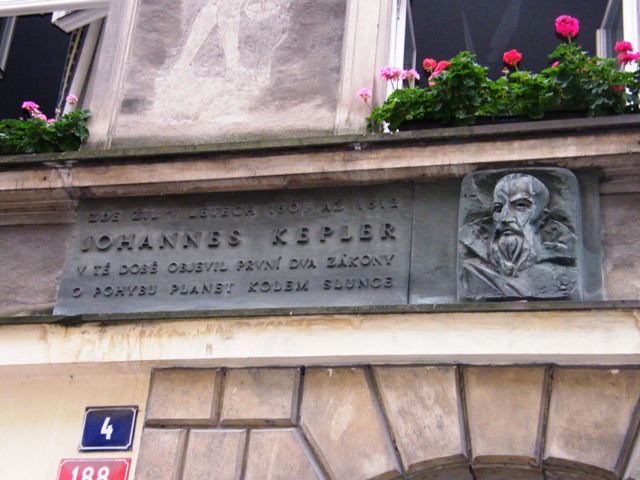 ZDE ŽIL V LETECH 1607 AŽ 1612
JOHANNES KEPLER
V TÉ DOBĚ OBJEVIL PRVNÍ DVA ZÁKONY
O POHYBU PLANET KOLEM SLUNCE
4
188